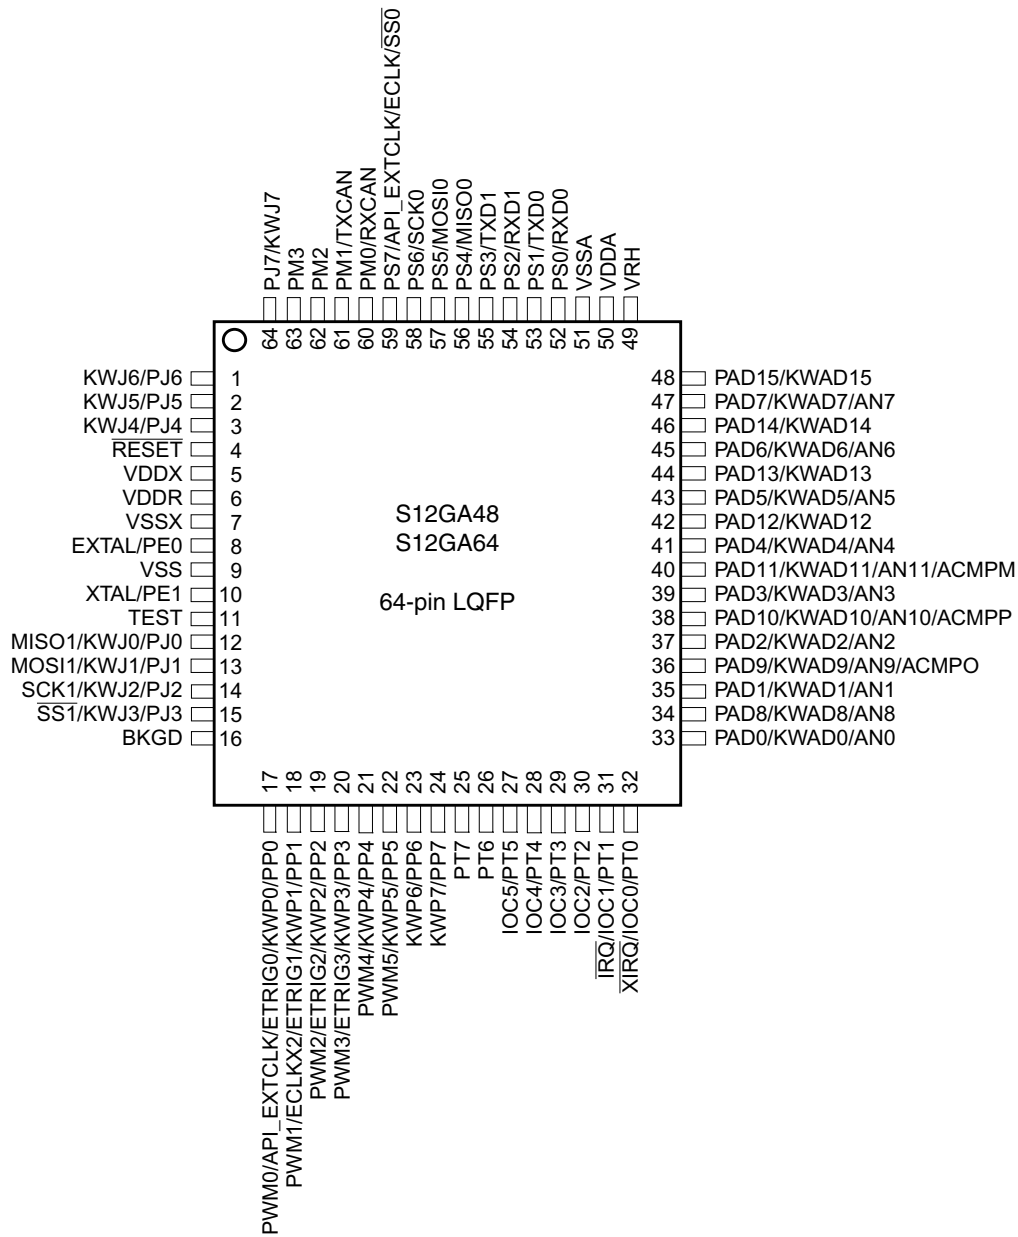 PJ7/KWJ7
PM3
PM2
PM1/TXCAN
PM0/RXCAN
PS7/API_EXTCLK/ECLK/SS0
PS6/SCK0
PS5/MOSI0
PS4/MISO0
PS3/TXD1
PS2/RXD1
PS1/TXD0
PS0/RXD0
VSSA
VDDA
VRH
64
63
62
61
60
59
58
57
56
55
54
53
52
51
50
49
KWJ6/PJ6 1
KWJ5/PJ5 2
KWJ4/PJ4 3
RESET 4
VDDX 5
VDDR 6
VSSX 7
EXTAL/PE0 8
VSS 9
XTAL/PE1 10
TEST 11
MISO1/KWJ0/PJ0 12
MOSI1/KWJ1/PJ1 13
SCK1/KWJ2/PJ2 14
SS1/KWJ3/PJ3 15
BKGD 16
S12GA48
S12GA64
64-pin LQFP
48 PAD15/KWAD15
47 PAD7/KWAD7/AN7
46 PAD14/KWAD14
45 PAD6/KWAD6/AN6
44 PAD13/KWAD13
43 PAD5/KWAD5/AN5
42 PAD12/KWAD12
41 PAD4/KWAD4/AN4
40 PAD11/KWAD11/AN11/ACMPM
39 PAD3/KWAD3/AN3
38 PAD10/KWAD10/AN10/ACMPP
37 PAD2/KWAD2/AN2
36 PAD9/KWAD9/AN9/ACMPO
35 PAD1/KWAD1/AN1
34 PAD8/KWAD8/AN8
33 PAD0/KWAD0/AN0
17
18
19
20
21
22
23
24
25
26
27
28
29
30
31
32
PWM0/API_EXTCLK/ETRIG0/KWP0/PP0
PWM1/ECLKX2/ETRIG1/KWP1/PP1
PWM2/ETRIG2/KWP2/PP2
PWM3/ETRIG3/KWP3/PP3
PWM4/KWP4/PP4
PWM5/KWP5/PP5
KWP6/PP6
KWP7/PP7
PT7
PT6
IOC5/PT5
IOC4/PT4
IOC3/PT3
IOC2/PT2
IRQ/IOC1/PT1
XIRQ/IOC0/PT0